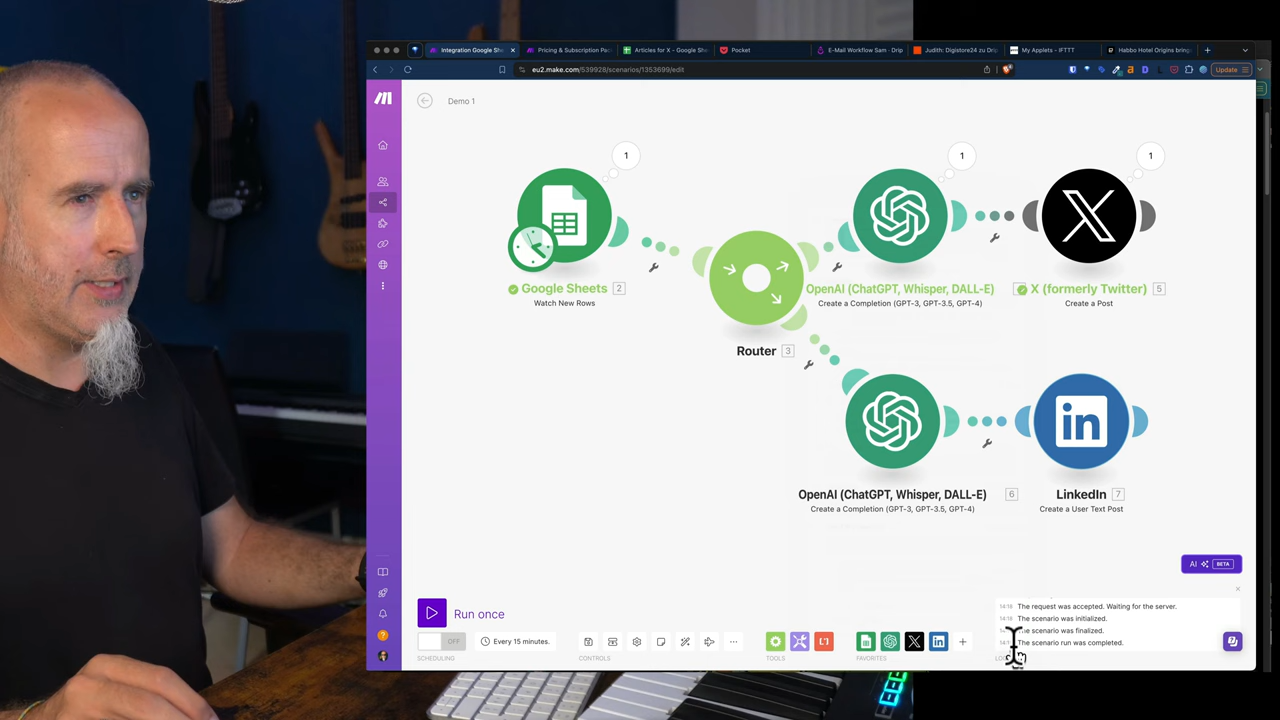 Integration Google She
Pricing & Subscription Pac
Articles for X - Google She
Pocket
E-Mail Workflow Sam · Drip
Judith: Digistore24 zu Drip
My Applets - IFTTT
Habbo Hotel Origins bring
eu2.make.com/539928/scenarios/1353699/edit
Update
Demo 1
1
1
1
Google Sheets 2
Watch New Rows
OpenAI (ChatGPT, Whisper, DALL-E)
Create a Completion (GPT-3, GPT-3.5, GPT-4)
X (formerly Twitter) 5
Create a Post
Router 3
in
OpenAI (ChatGPT, Whisper, DALL-E) 6
Create a Completion (GPT-3, GPT-3.5, GPT-4)
LinkedIn 7
Create a User Text Post
AI BETA
Run once
14:18 The request was accepted. Waiting for the server.
14:18 The scenario was initialized.
The scenario was finalized.
The scenario run was completed.
OFF
Every 15 minutes.
SCHEDULING
CONTROLS
TOOLS
FAVORITES